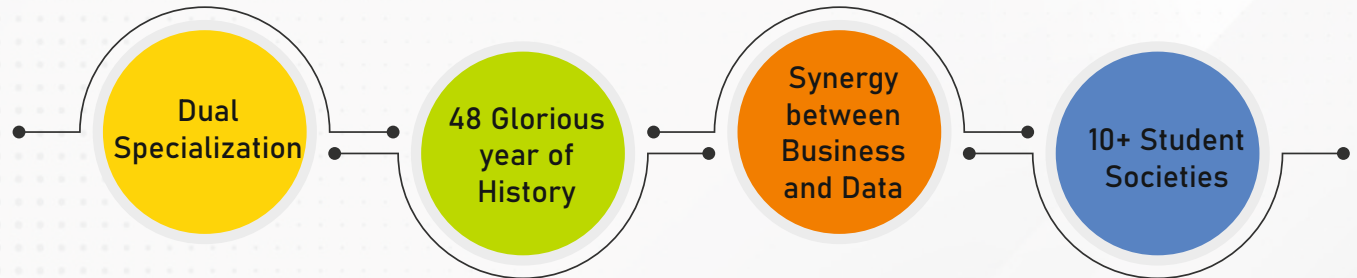 Dual
Specialization
48 Glorious
year of
History
Synergy
between
Business
and Data
10+ Student
Societies